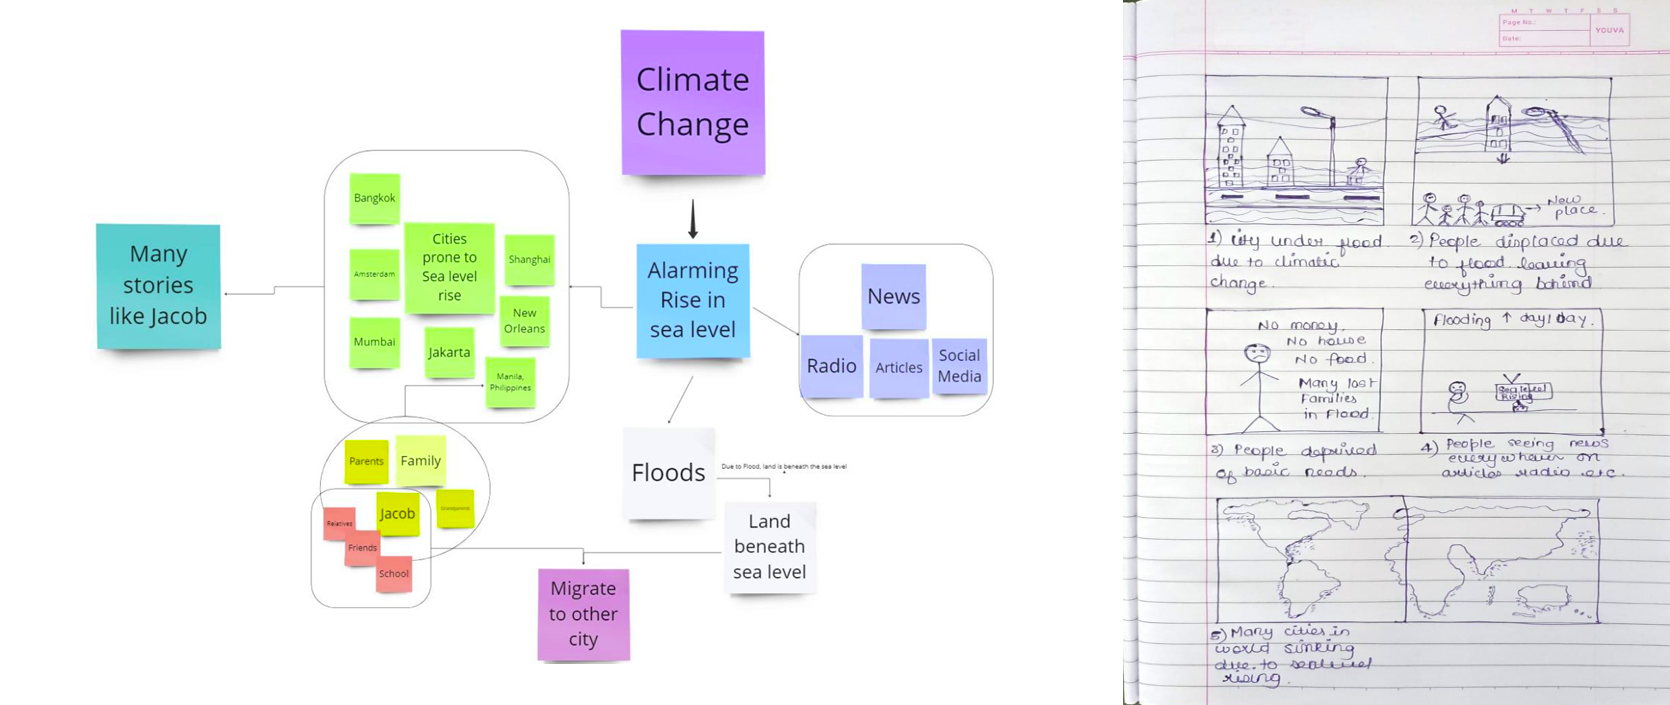 Climate
Change
Many
stories
like Jacob
Bangkok
Cities
prone to
Sea level
rise
Shanghai
Amsterdam
New
Orleans
Mumbai
Jakarta
Manila,
Philippines
Alarming
Rise in
sea level
News
Radio
Articles
Social
Media
Parents
Family
Jacob
Relatives
Friends
School
Floods
Due to Flood, land is beneath the sea level
Land
beneath
sea level
Migrate
to other
city
M T W T F S S
Page No.:
Date:
YOUVA
New
place.
1) City under flood
due to climatic
change.
2) People displaced due
to flood leaving
everything behind
No money.
No house
No food.
Many lost
Families
in Flood.
Flooding ↑ day/day.
Sea level
Rising
3) People deprived
of basic needs.
4) People seeing news
everywhere on
articles radio etc.
5) Many cities in
world sinking
due to sealevel
rising.